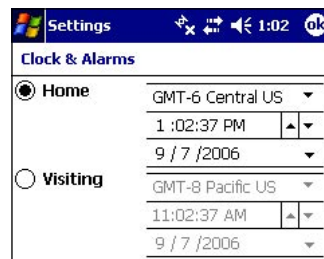 Settings 1:02 ok
Clock & Alarms
Home
GMT-6 Central US
1 :02:37 PM
9 / 7 /2006
Visiting
GMT-8 Pacific US
11:02:37 AM
9 / 7 /2006